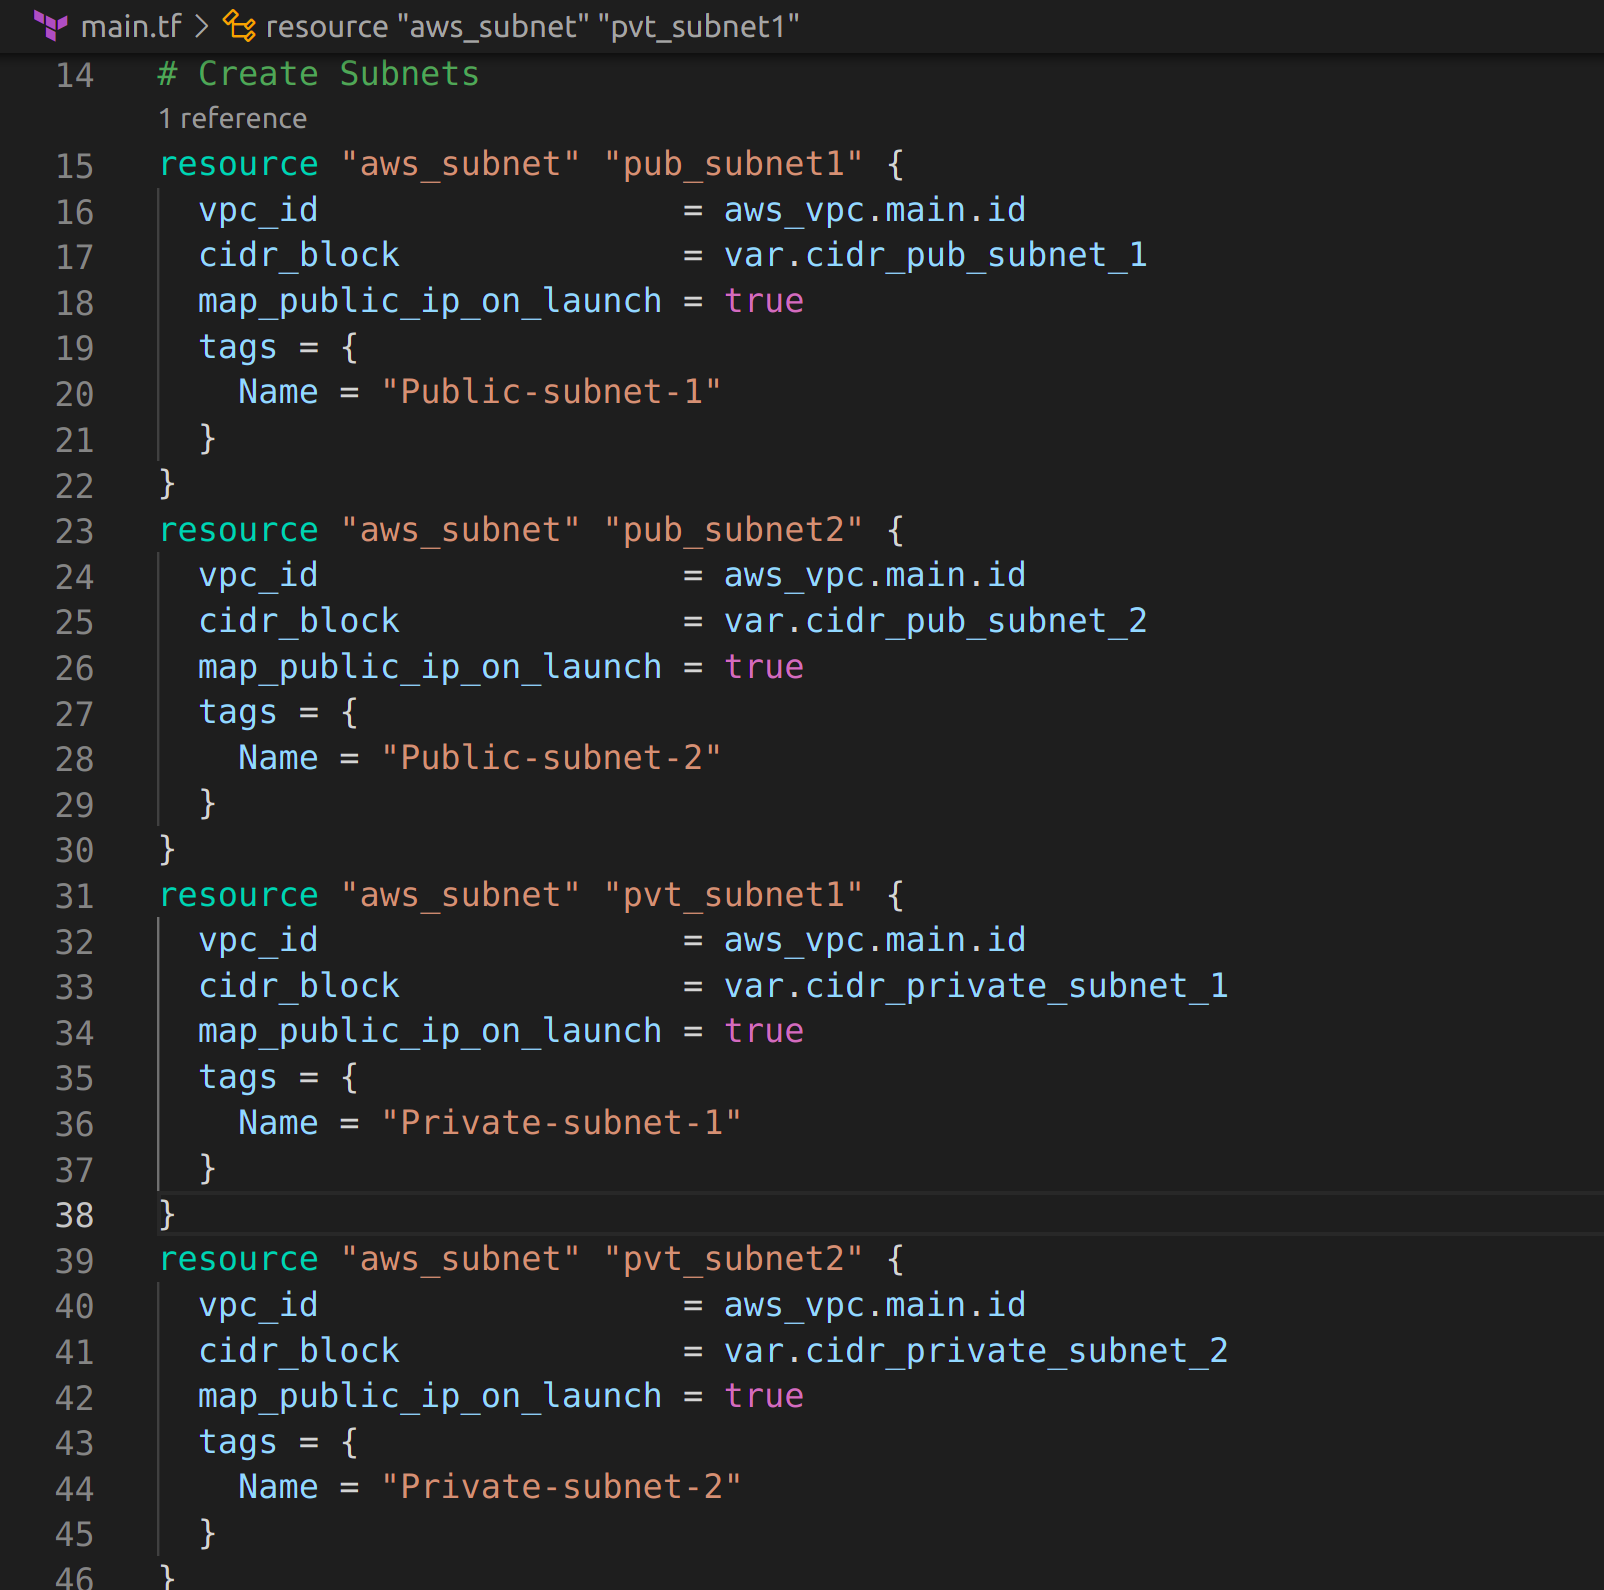 main.tf > resource "aws_subnet" "pvt_subnet1"
14 # Create Subnets
1 reference
15 resource "aws_subnet" "pub_subnet1" {
16   vpc_id                  = aws_vpc.main.id
17   cidr_block              = var.cidr_pub_subnet_1
18   map_public_ip_on_launch = true
19   tags = {
20     Name = "Public-subnet-1"
21   }
22 }
23 resource "aws_subnet" "pub_subnet2" {
24   vpc_id                  = aws_vpc.main.id
25   cidr_block              = var.cidr_pub_subnet_2
26   map_public_ip_on_launch = true
27   tags = {
28     Name = "Public-subnet-2"
29   }
30 }
31 resource "aws_subnet" "pvt_subnet1" {
32   vpc_id                  = aws_vpc.main.id
33   cidr_block              = var.cidr_private_subnet_1
34   map_public_ip_on_launch = true
35   tags = {
36     Name = "Private-subnet-1"
37   }
38 }
39 resource "aws_subnet" "pvt_subnet2" {
40   vpc_id                  = aws_vpc.main.id
41   cidr_block              = var.cidr_private_subnet_2
42   map_public_ip_on_launch = true
43   tags = {
44     Name = "Private-subnet-2"
45   }
46 }